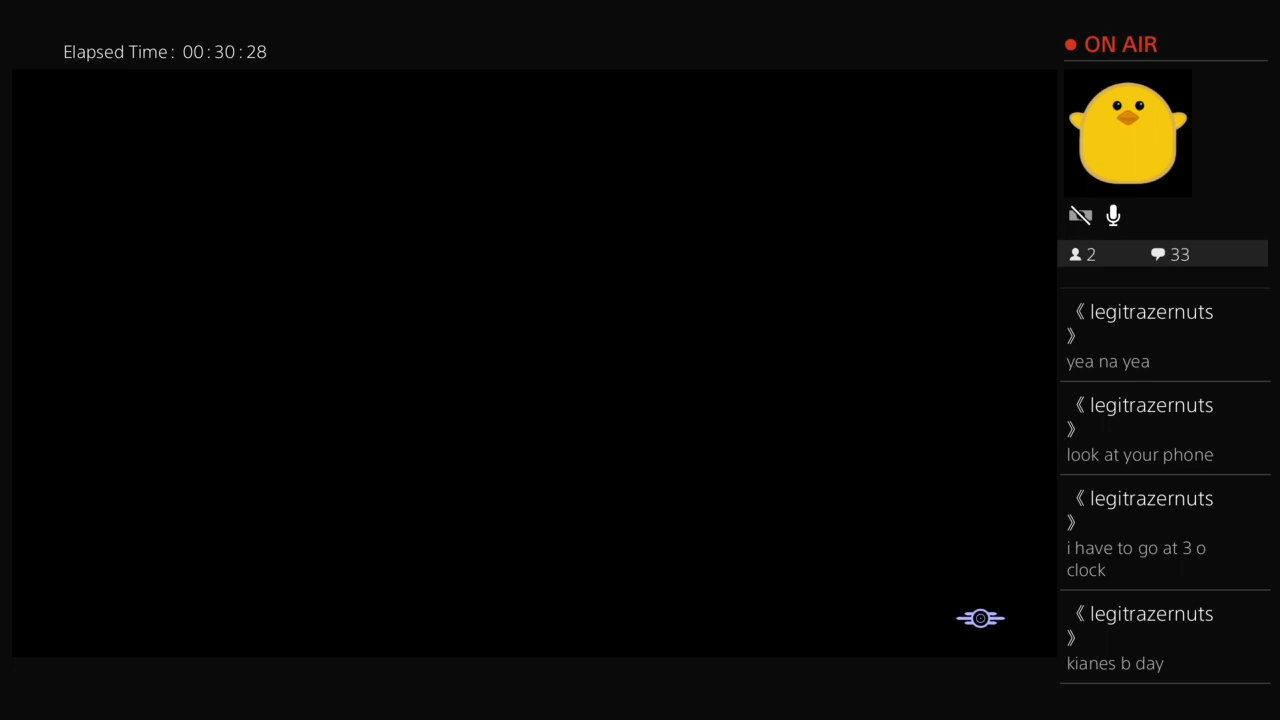 Elapsed Time: 00:30:28
ON AIR
2 33
《 legitrazernuts
》
yea na yea
《 legitrazernuts
》
look at your phone
《 legitrazernuts
》
i have to go at 3 o
clock
《 legitrazernuts
》
kianes b day